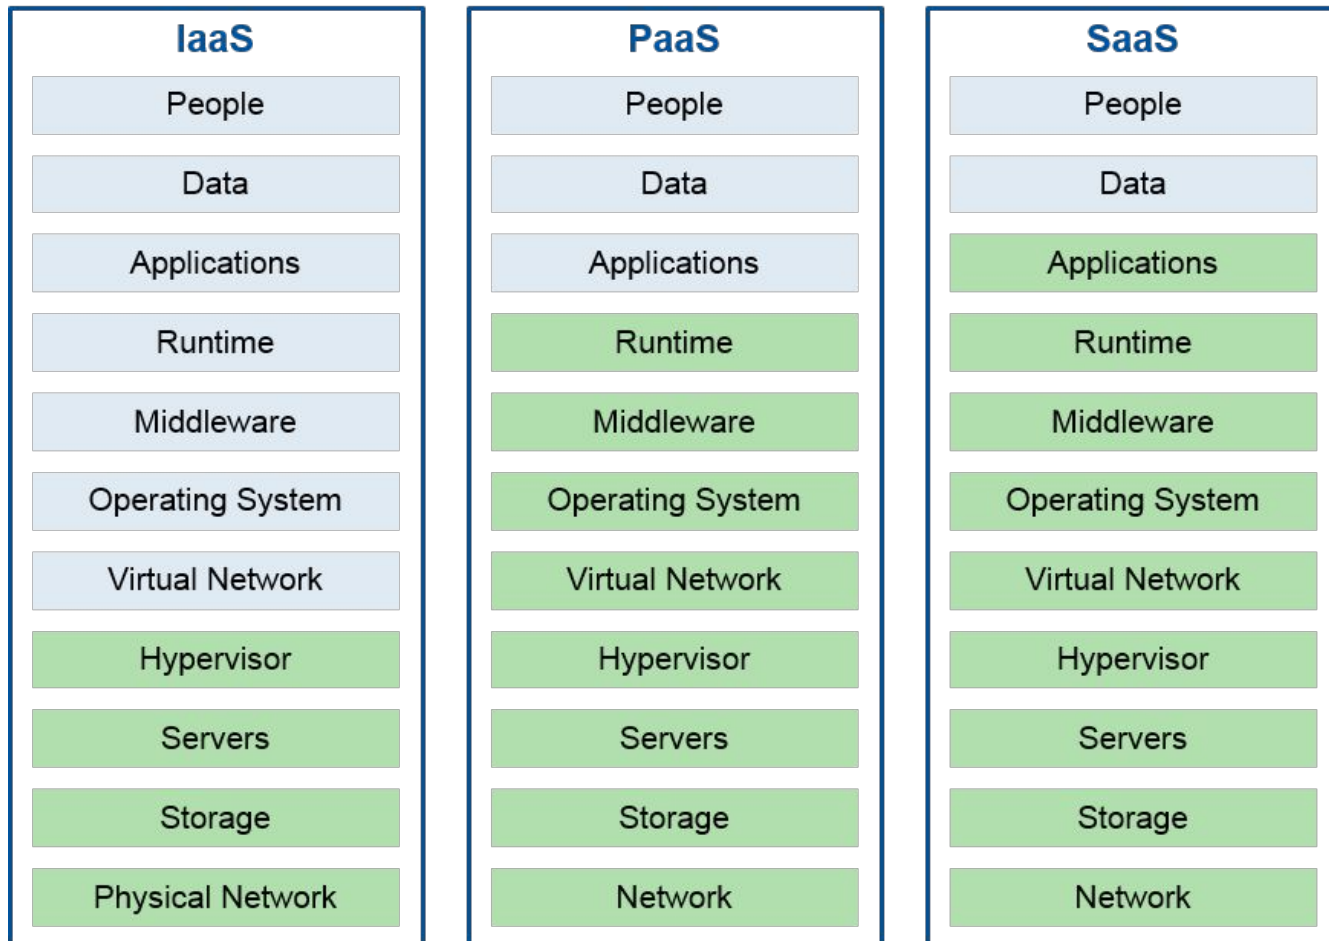 IaaS
People
Data
Applications
Runtime
Middleware
Operating System
Virtual Network
Hypervisor
Servers
Storage
Physical Network
PaaS
People
Data
Applications
Runtime
Middleware
Operating System
Virtual Network
Hypervisor
Servers
Storage
Network
SaaS
People
Data
Applications
Runtime
Middleware
Operating System
Virtual Network
Hypervisor
Servers
Storage
Network